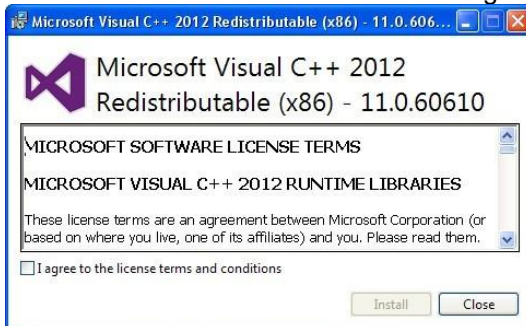 Microsoft Visual C++ 2012 Redistributable (x86) - 11.0.606...
Microsoft Visual C++ 2012
Redistributable (x86) - 11.0.60610
MICROSOFT SOFTWARE LICENSE TERMS
MICROSOFT VISUAL C++ 2012 RUNTIME LIBRARIES
These license terms are an agreement between Microsoft Corporation (or
based on where you live, one of its affiliates) and you. Please read them.
I agree to the license terms and conditions
Install Close